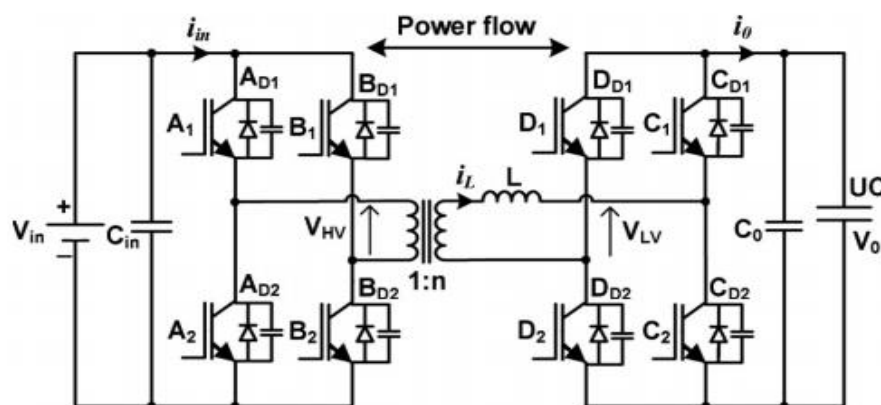 i_in Power flow i_0
A_D1 B_D1 D_D1 C_D1
A_1 B_1 D_1 C_1
i_L L UC
V_in + − C_in V_HV V_LV C_0 V_0
1:n
A_D2 B_D2 D_D2 C_D2
A_2 B_2 D_2 C_2